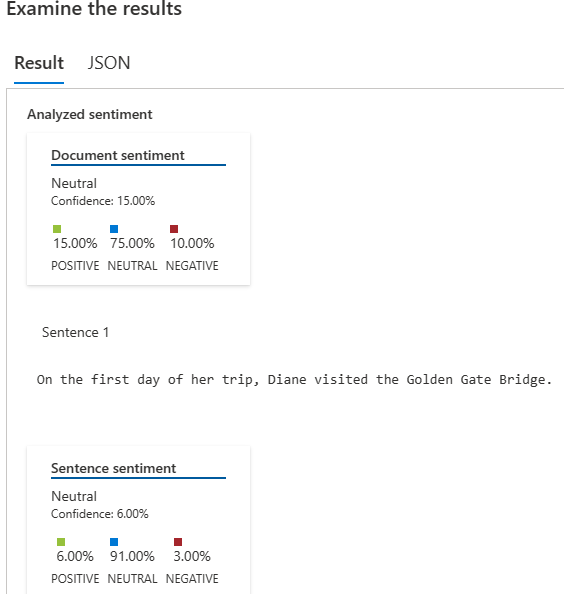 Examine the results
Result JSON
Analyzed sentiment
Document sentiment
Neutral
Confidence: 15.00%
15.00% 75.00% 10.00%
POSITIVE NEUTRAL NEGATIVE
Sentence 1
On the first day of her trip, Diane visited the Golden Gate Bridge.
Sentence sentiment
Neutral
Confidence: 6.00%
6.00% 91.00% 3.00%
POSITIVE NEUTRAL NEGATIVE